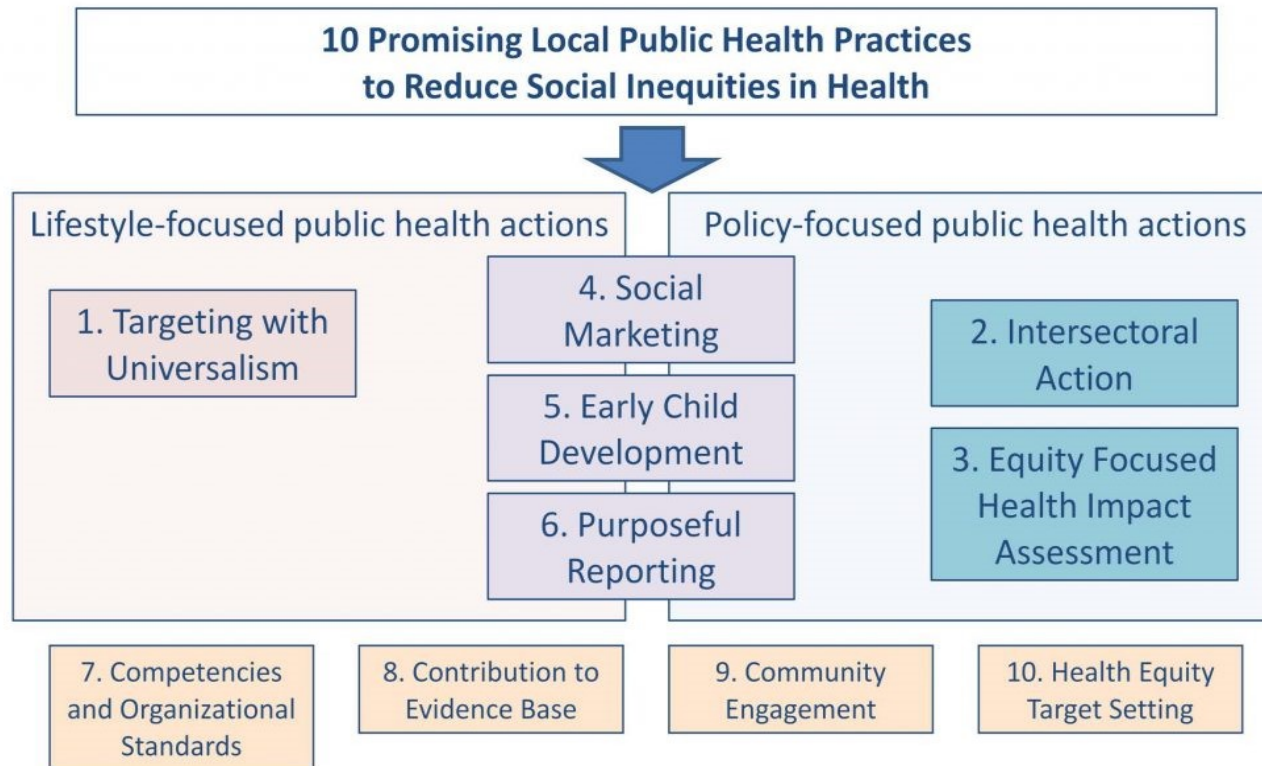 10 Promising Local Public Health Practices
to Reduce Social Inequities in Health
Lifestyle-focused public health actions
Policy-focused public health actions
1. Targeting with
Universalism
4. Social
Marketing
5. Early Child
Development
6. Purposeful
Reporting
2. Intersectoral
Action
3. Equity Focused
Health Impact
Assessment
7. Competencies
and Organizational
Standards
8. Contribution to
Evidence Base
9. Community
Engagement
10. Health Equity
Target Setting